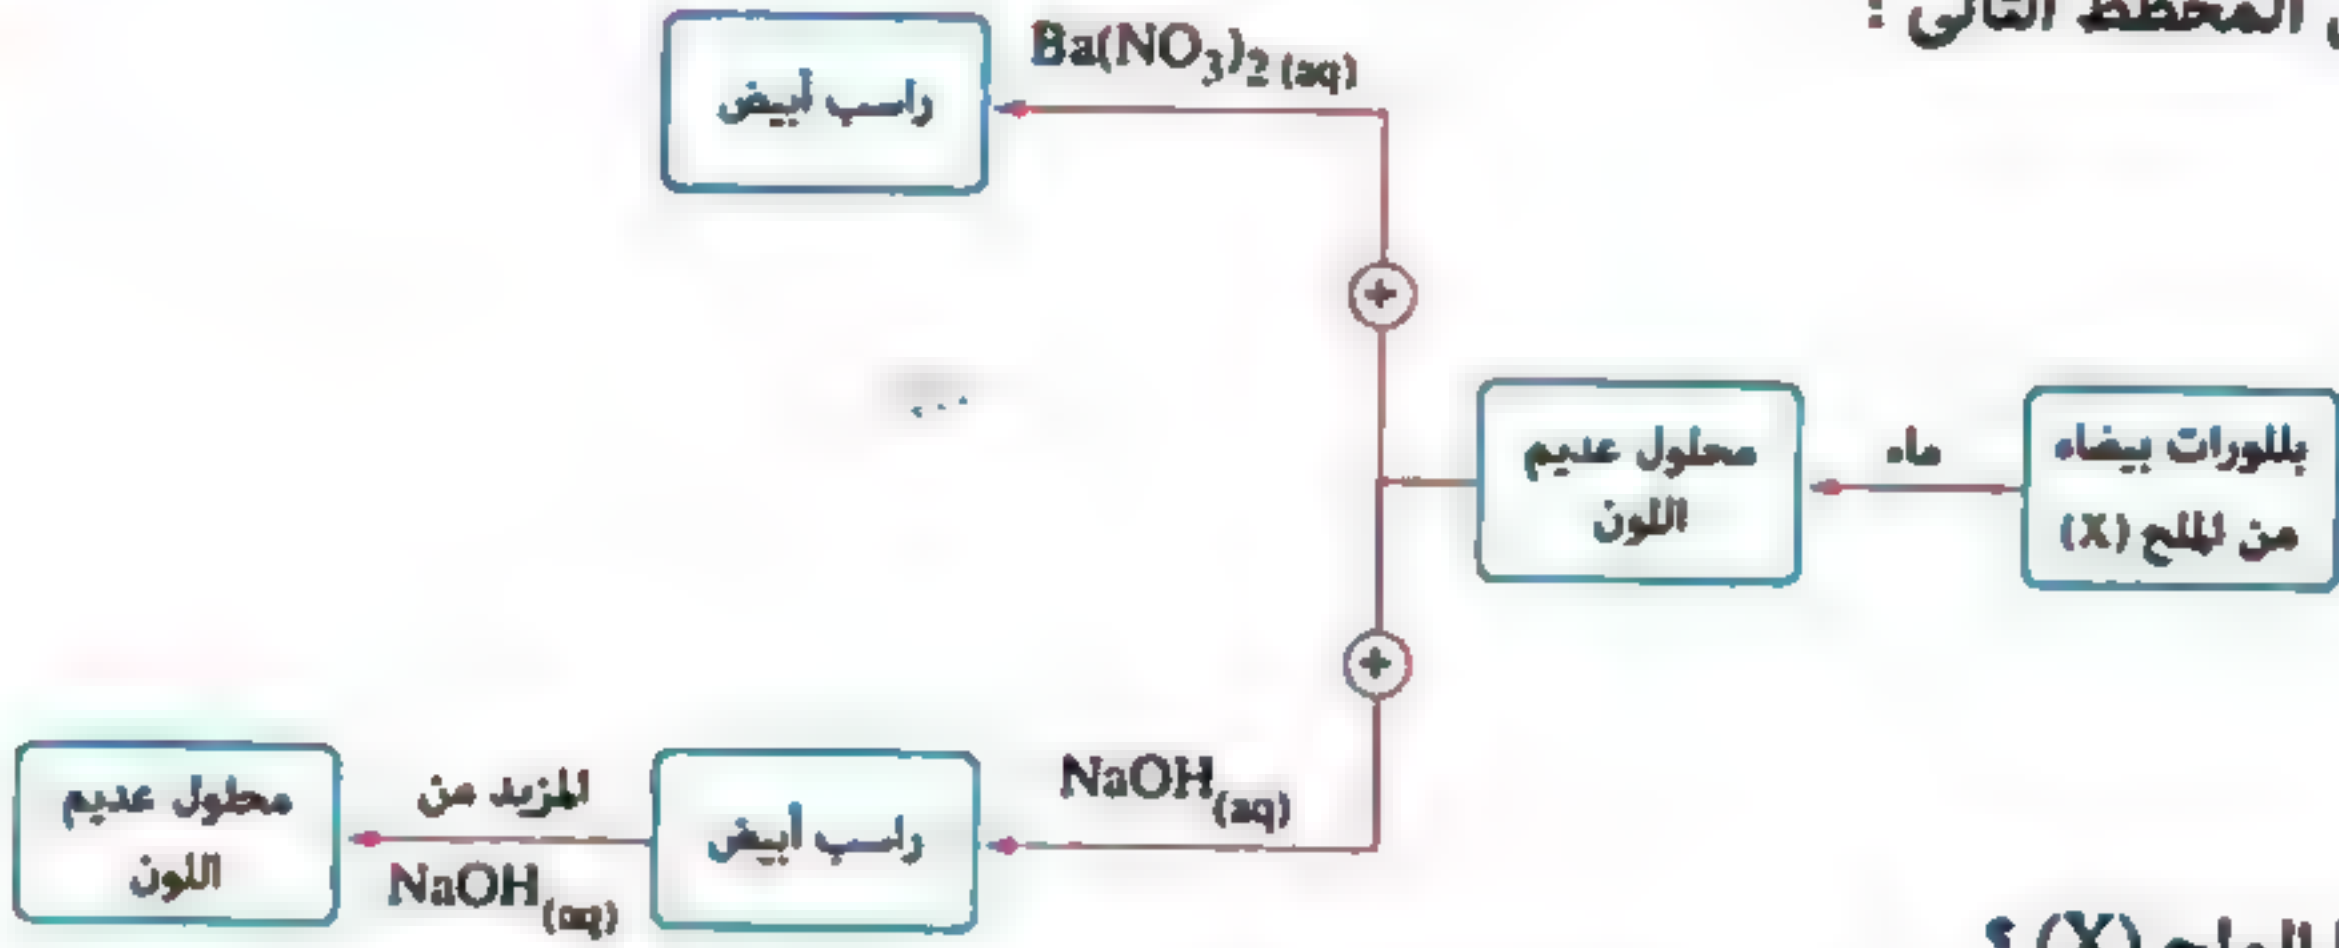 المخطط التالى :
Ba(NO₃)₂ (aq)
راسب أبيض
بللورات بيضاء
من الملح (X)
ماء
محلول عديم
اللون
NaOH(aq)
راسب أبيض
المزيد من
NaOH(aq)
محلول عديم
اللون
الملح (X) ؟